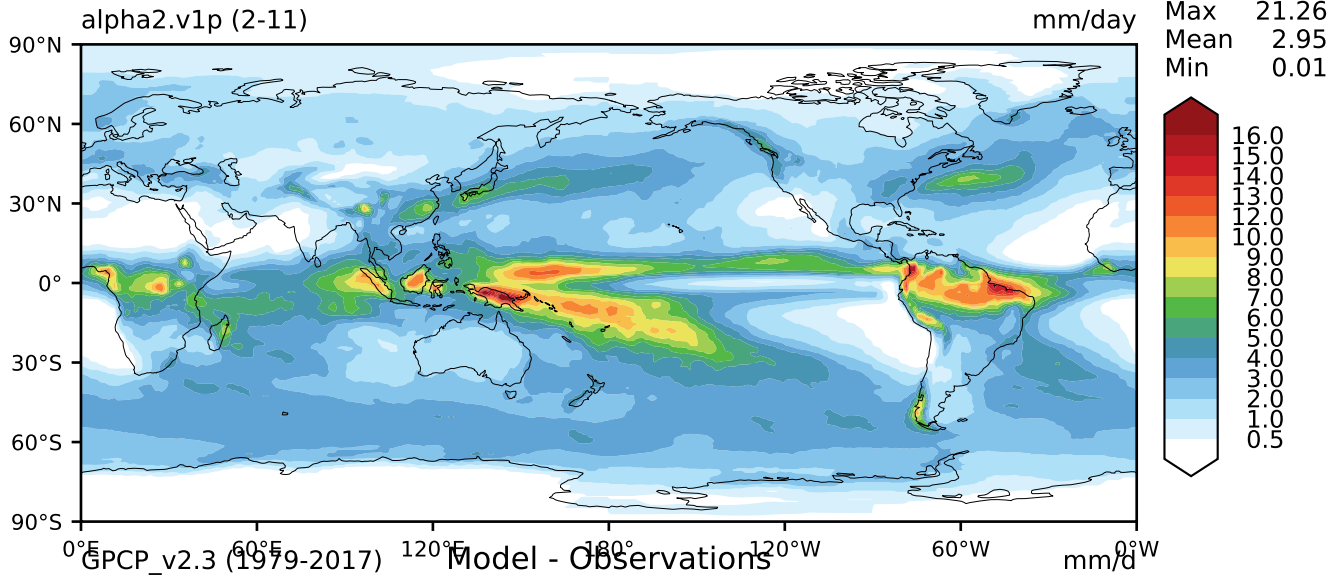 alpha2.v1p (2-11)
mm/day
Max 21.26
Mean 2.95
Min 0.01
90°N
60°N
30°N
0°
30°S
60°S
90°S
16.0
15.0
14.0
13.0
12.0
10.0
9.0
8.0
7.0
6.0
5.0
4.0
3.0
2.0
1.0
0.5
0°E
60°E
120°E
180°
120°W
60°W
0°W
GPCP_v2.3 (1979-2017)
Model - Observations
mm/d